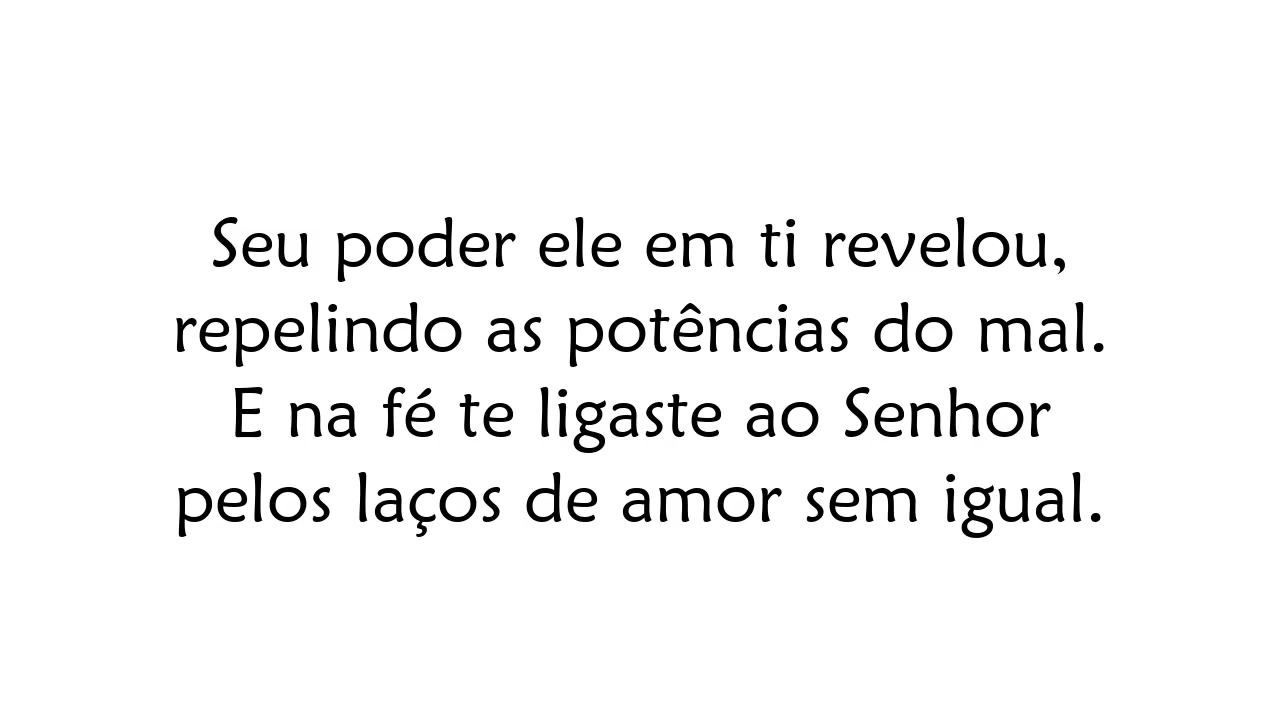 Seu poder ele em ti revelou,
repelindo as potências do mal.
E na fé te ligaste ao Senhor
pelos laços de amor sem igual.